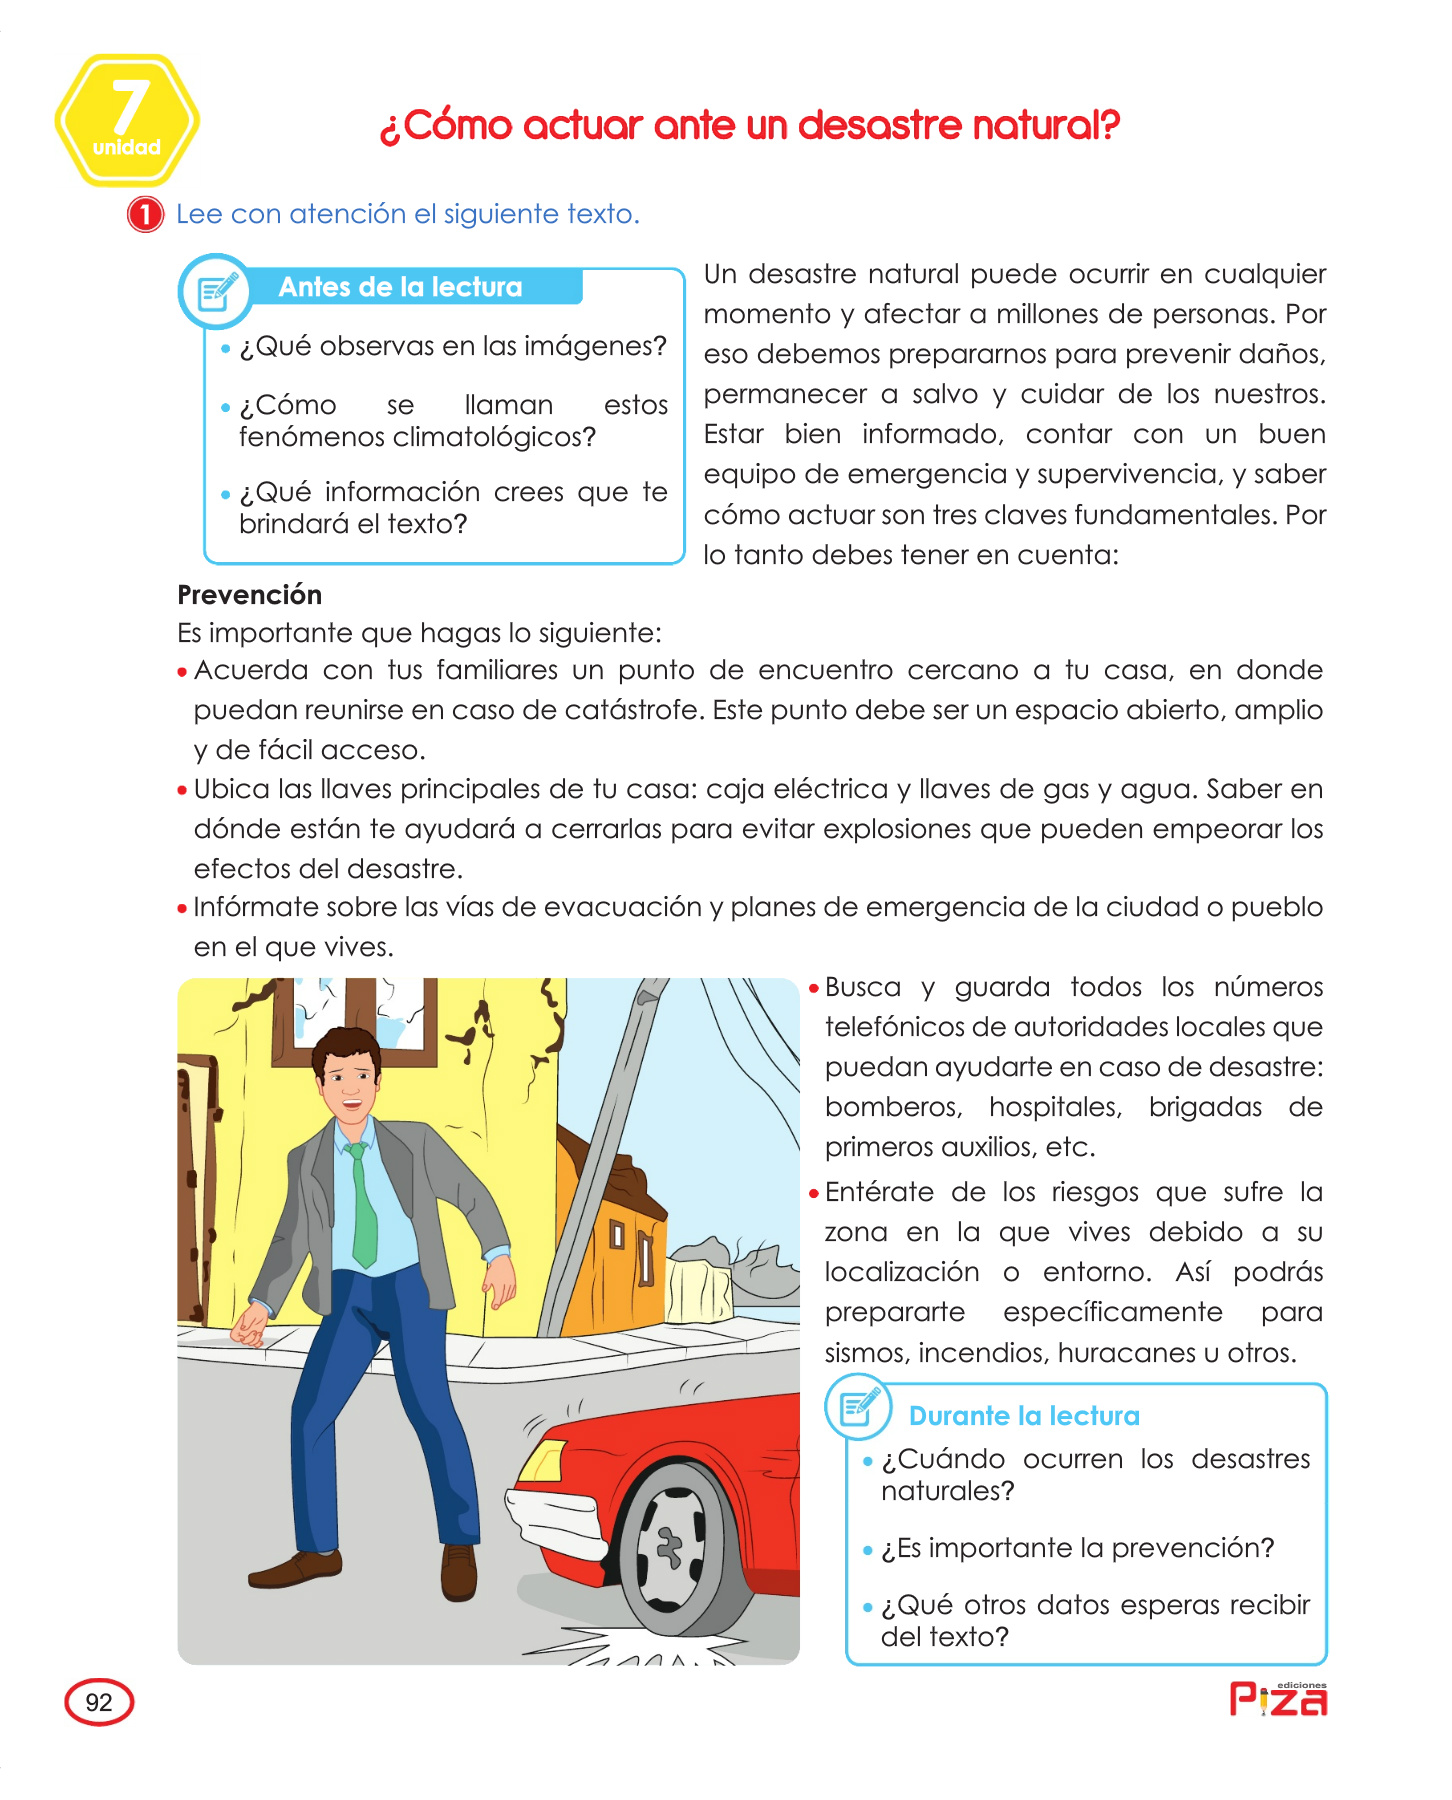 7
unidad
¿Cómo actuar ante un desastre natural?
1 Lee con atención el siguiente texto.
Antes de la lectura
• ¿Qué observas en las imágenes?
• ¿Cómo se llaman estos
fenómenos climatológicos?
• ¿Qué información crees que te
brindará el texto?
Un desastre natural puede ocurrir en cualquier
momento y afectar a millones de personas. Por
eso debemos prepararnos para prevenir daños,
permanecer a salvo y cuidar de los nuestros.
Estar bien informado, contar con un buen
equipo de emergencia y supervivencia, y saber
cómo actuar son tres claves fundamentales. Por
lo tanto debes tener en cuenta:
Prevención
Es importante que hagas lo siguiente:
• Acuerda con tus familiares un punto de encuentro cercano a tu casa, en donde
puedan reunirse en caso de catástrofe. Este punto debe ser un espacio abierto, amplio
y de fácil acceso.
• Ubica las llaves principales de tu casa: caja eléctrica y llaves de gas y agua. Saber en
dónde están te ayudará a cerrarlas para evitar explosiones que pueden empeorar los
efectos del desastre.
• Infórmate sobre las vías de evacuación y planes de emergencia de la ciudad o pueblo
en el que vives.
• Busca y guarda todos los números
telefónicos de autoridades locales que
puedan ayudarte en caso de desastre:
bomberos, hospitales, brigadas de
primeros auxilios, etc.
• Entérate de los riesgos que sufre la
zona en la que vives debido a su
localización o entorno. Así podrás
prepararte específicamente para
sismos, incendios, huracanes u otros.
Durante la lectura
• ¿Cuándo ocurren los desastres
naturales?
• ¿Es importante la prevención?
• ¿Qué otros datos esperas recibir
del texto?
92
ediciones
Piza